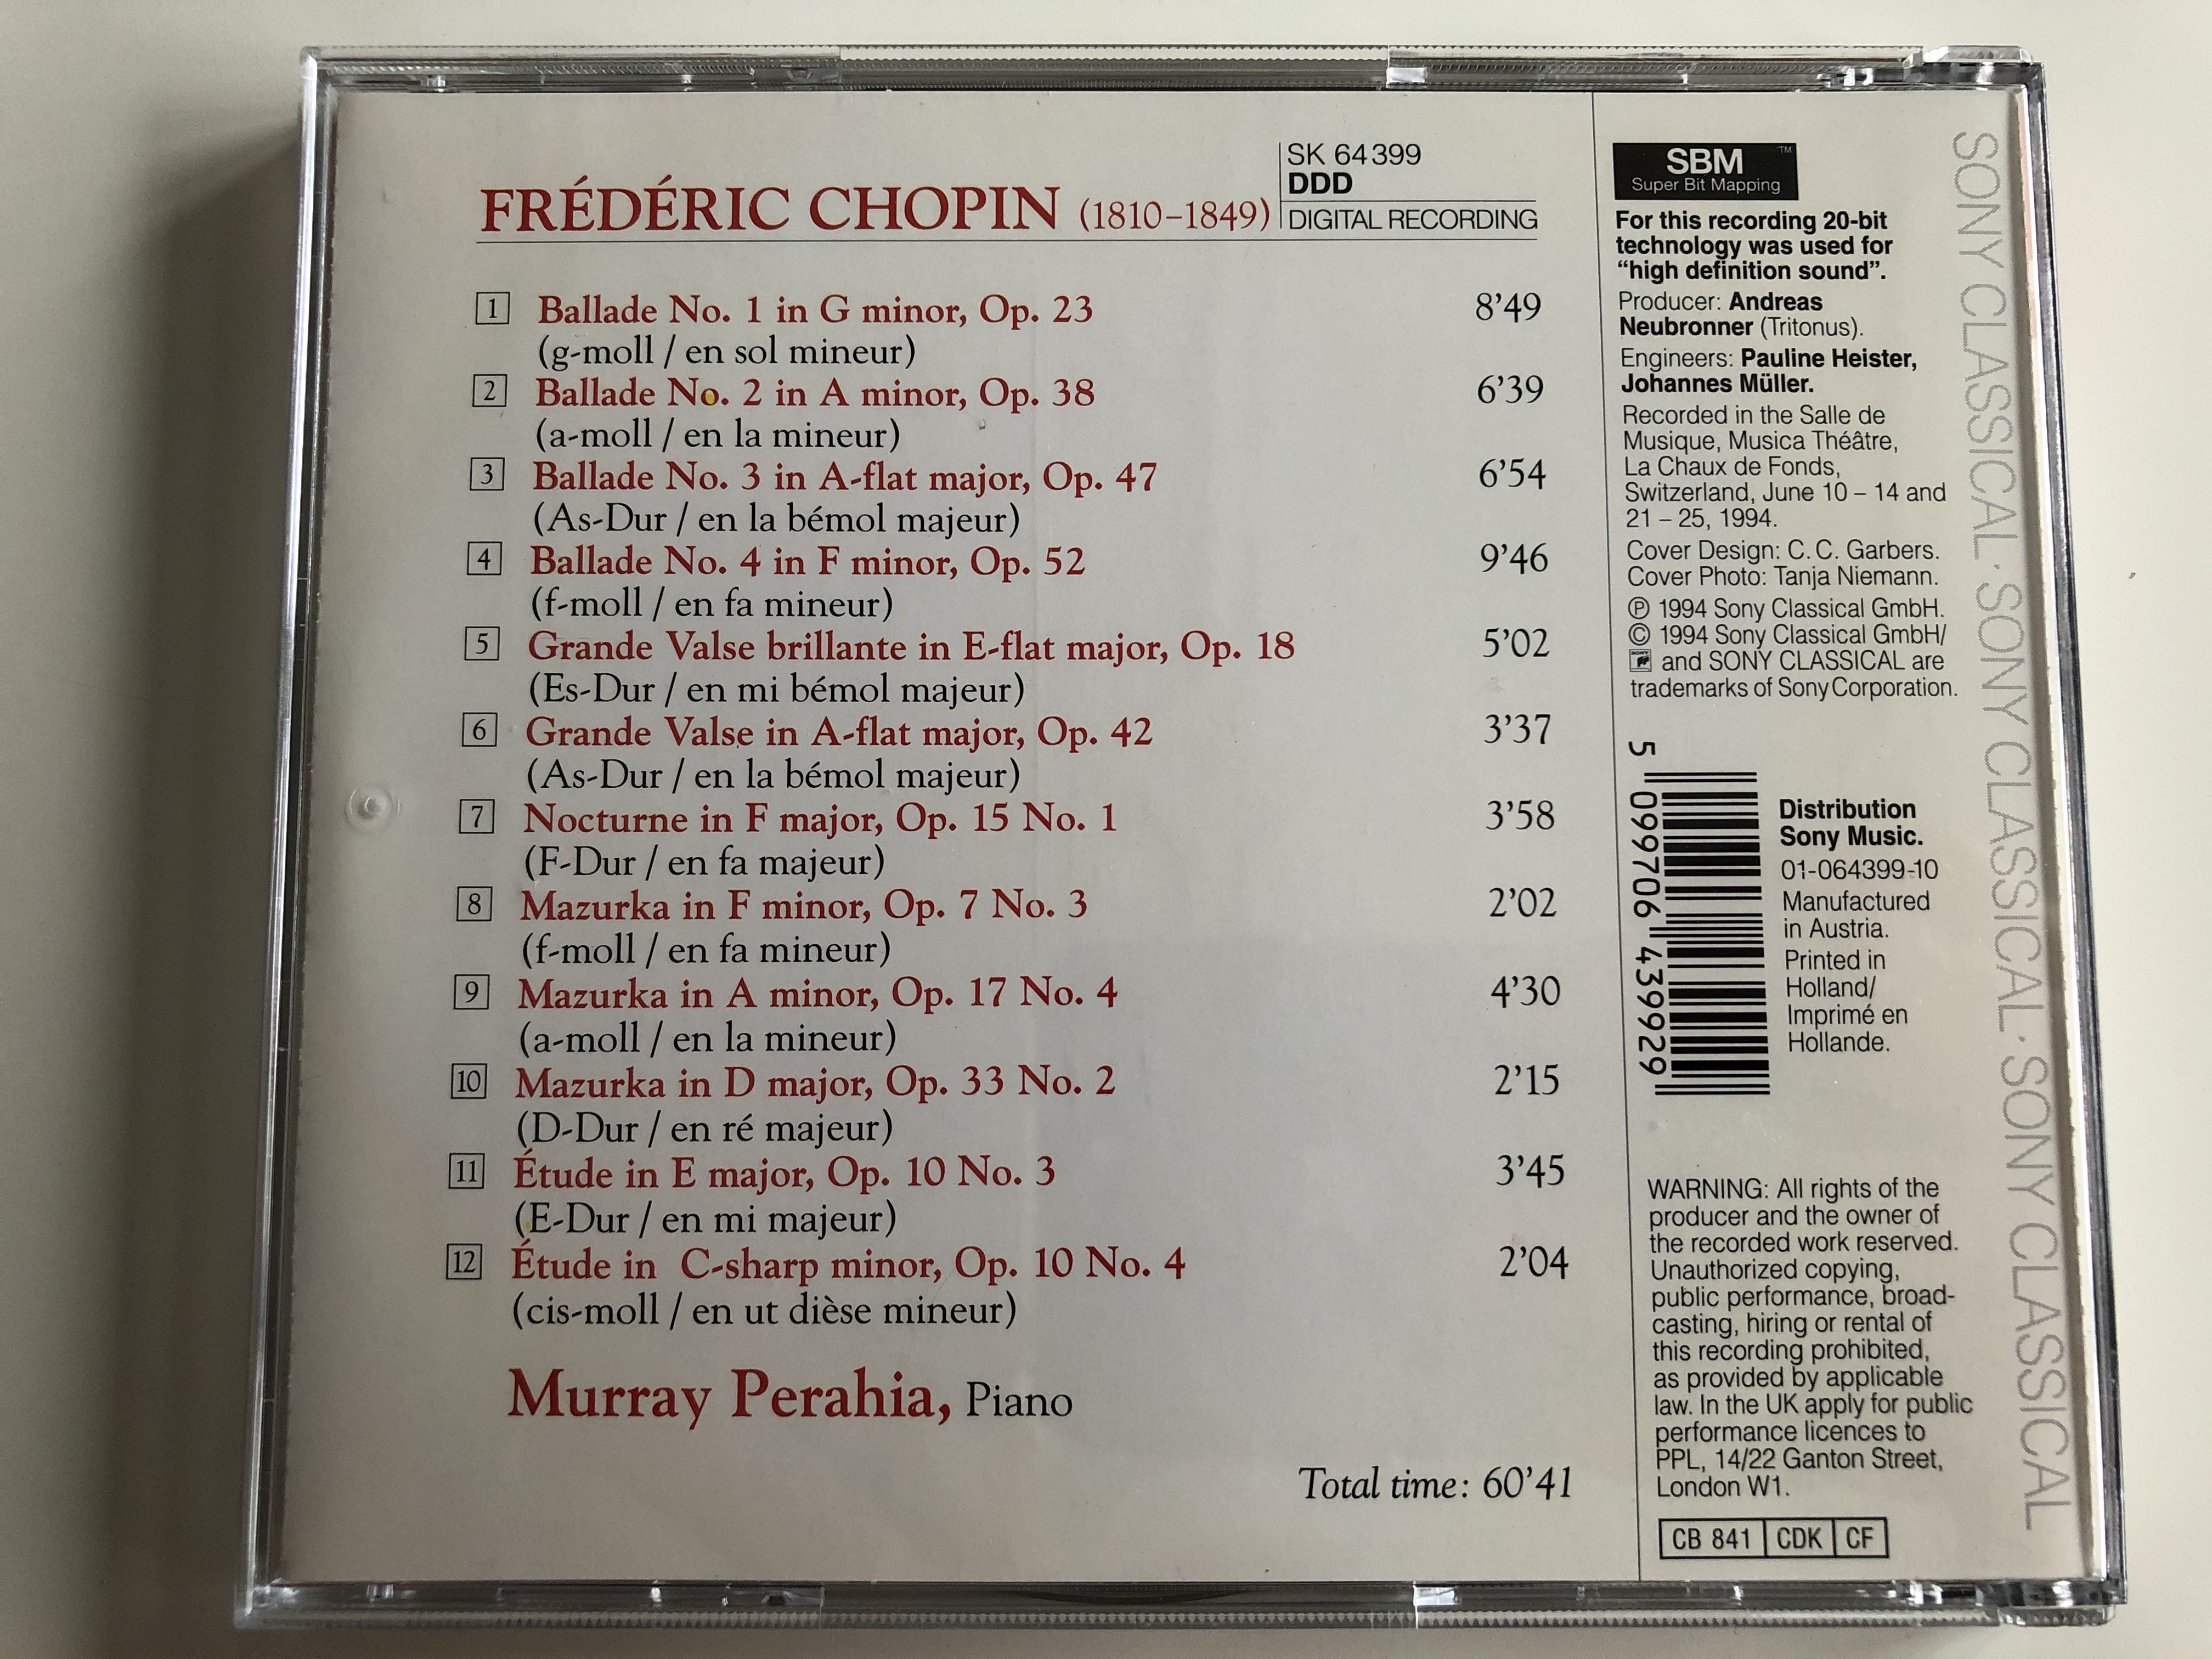 FRÉDÉRIC CHOPIN (1810–1849)
SK 64399
DDD
DIGITAL RECORDING
1 Ballade No. 1 in G minor, Op. 23 8’49
(g-moll / en sol mineur)
2 Ballade No. 2 in A minor, Op. 38 6’39
(a-moll / en la mineur)
3 Ballade No. 3 in A-flat major, Op. 47 6’54
(As-Dur / en la bémol majeur)
4 Ballade No. 4 in F minor, Op. 52 9’46
(f-moll / en fa mineur)
5 Grande Valse brillante in E-flat major, Op. 18 5’02
(Es-Dur / en mi bémol majeur)
6 Grande Valse in A-flat major, Op. 42 3’37
(As-Dur / en la bémol majeur)
7 Nocturne in F major, Op. 15 No. 1 3’58
(F-Dur / en fa majeur)
8 Mazurka in F minor, Op. 7 No. 3 2’02
(f-moll / en fa mineur)
9 Mazurka in A minor, Op. 17 No. 4 4’30
(a-moll / en la mineur)
10 Mazurka in D major, Op. 33 No. 2 2’15
(D-Dur / en ré majeur)
11 Étude in E major, Op. 10 No. 3 3’45
(E-Dur / en mi majeur)
12 Étude in C-sharp minor, Op. 10 No. 4 2’04
(cis-moll / en ut dièse mineur)
Murray Perahia, Piano
Total time: 60’41
SBM™
Super Bit Mapping
For this recording 20-bit
technology was used for
“high definition sound”.
Producer: Andreas
Neubronner (Tritonus).
Engineers: Pauline Heister,
Johannes Müller.
Recorded in the Salle de
Musique, Musica Théâtre,
La Chaux de Fonds,
Switzerland, June 10 – 14 and
21 – 25, 1994.
Cover Design: C. C. Garbers.
Cover Photo: Tanja Niemann.
℗ 1994 Sony Classical GmbH.
© 1994 Sony Classical GmbH/
SONY and SONY CLASSICAL are
trademarks of Sony Corporation.
5 099706 439929
Distribution
Sony Music.
01-064399-10
Manufactured
in Austria.
Printed in
Holland/
Imprimé en
Hollande.
WARNING: All rights of the
producer and the owner of
the recorded work reserved.
Unauthorized copying,
public performance, broad-
casting, hiring or rental of
this recording prohibited,
as provided by applicable
law. In the UK apply for public
performance licences to
PPL, 14/22 Ganton Street,
London W1.
CB 841 CDK CF
SONY CLASSICAL · SONY CLASSICAL · SONY CLASSICAL